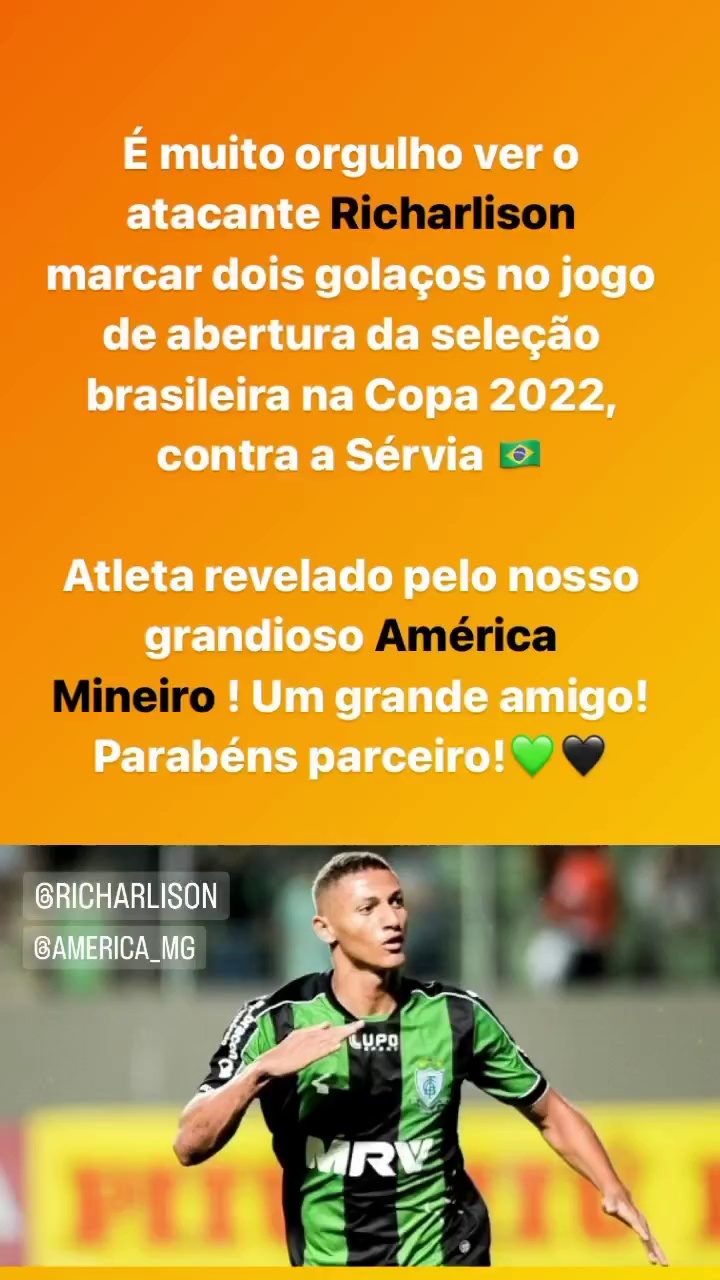 É muito orgulho ver o
atacante Richarlison
marcar dois golaços no jogo
de abertura da seleção
brasileira na Copa 2022,
contra a Sérvia 🇧🇷
Atleta revelado pelo nosso
grandioso América
Mineiro ! Um grande amigo!
Parabéns parceiro!💚🖤
@RICHARLISON
@AMERICA_MG
LUPO
SPORT
MRV